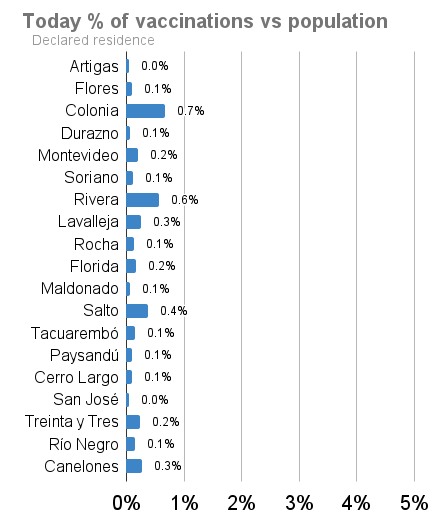 Today % of vaccinations vs population
Declared residence
Artigas 0.0%
Flores 0.1%
Colonia 0.7%
Durazno 0.1%
Montevideo 0.2%
Soriano 0.1%
Rivera 0.6%
Lavalleja 0.3%
Rocha 0.1%
Florida 0.2%
Maldonado 0.1%
Salto 0.4%
Tacuarembó 0.1%
Paysandú 0.1%
Cerro Largo 0.1%
San José 0.0%
Treinta y Tres 0.2%
Río Negro 0.1%
Canelones 0.3%
0% 1% 2% 3% 4% 5%